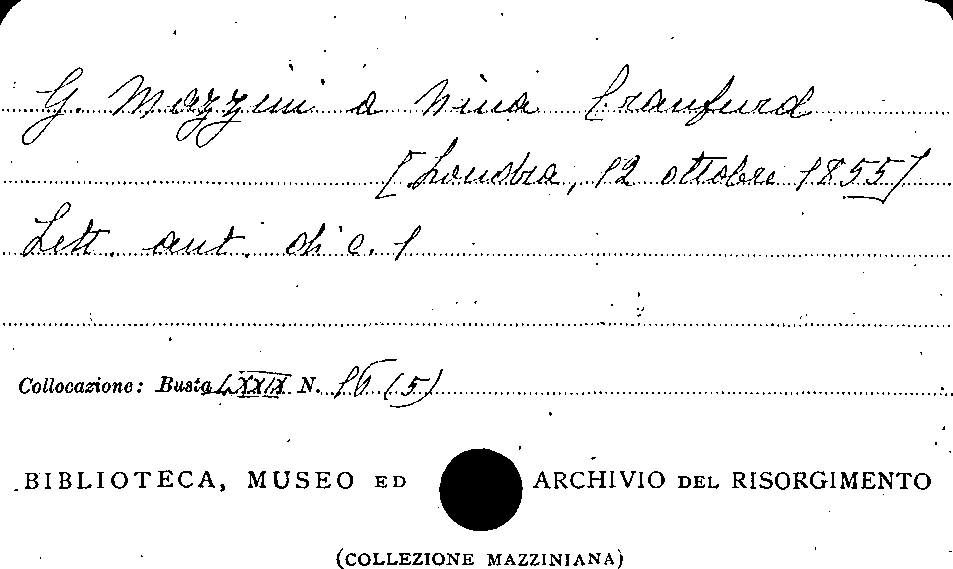 G. Mazzini a Nina Craufurd
[Londra, 12 ottobre 1855]
Lett. aut. di c. 1
Collocazione: Busta LXXIX N. 16 (5)
BIBLIOTECA, MUSEO ED ARCHIVIO DEL RISORGIMENTO
(COLLEZIONE MAZZINIANA)